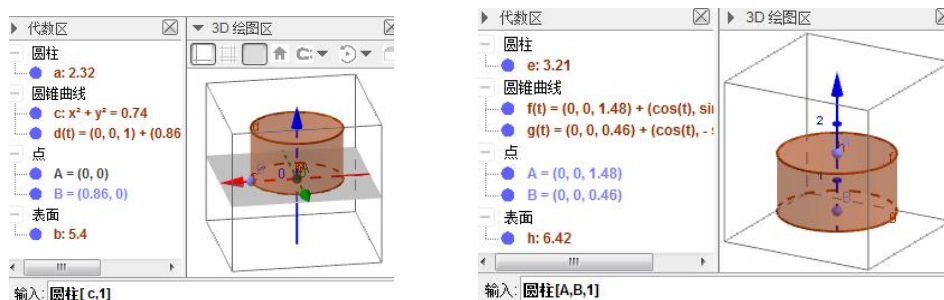 代数区
3D 绘图区
圆柱
a: 2.32
圆锥曲线
c: x² + y² = 0.74
d(t) = (0, 0, 1) + (0.86
点
A = (0, 0)
B = (0.86, 0)
表面
b: 5.4
0
输入: 圆柱[ c,1]
代数区
3D 绘图区
圆柱
e: 3.21
圆锥曲线
f(t) = (0, 0, 1.48) + (cos(t), si
g(t) = (0, 0, 0.46) + (cos(t), - s
点
A = (0, 0, 1.48)
B = (0, 0, 0.46)
表面
h: 6.42
2
B
输入: 圆柱[A,B,1]